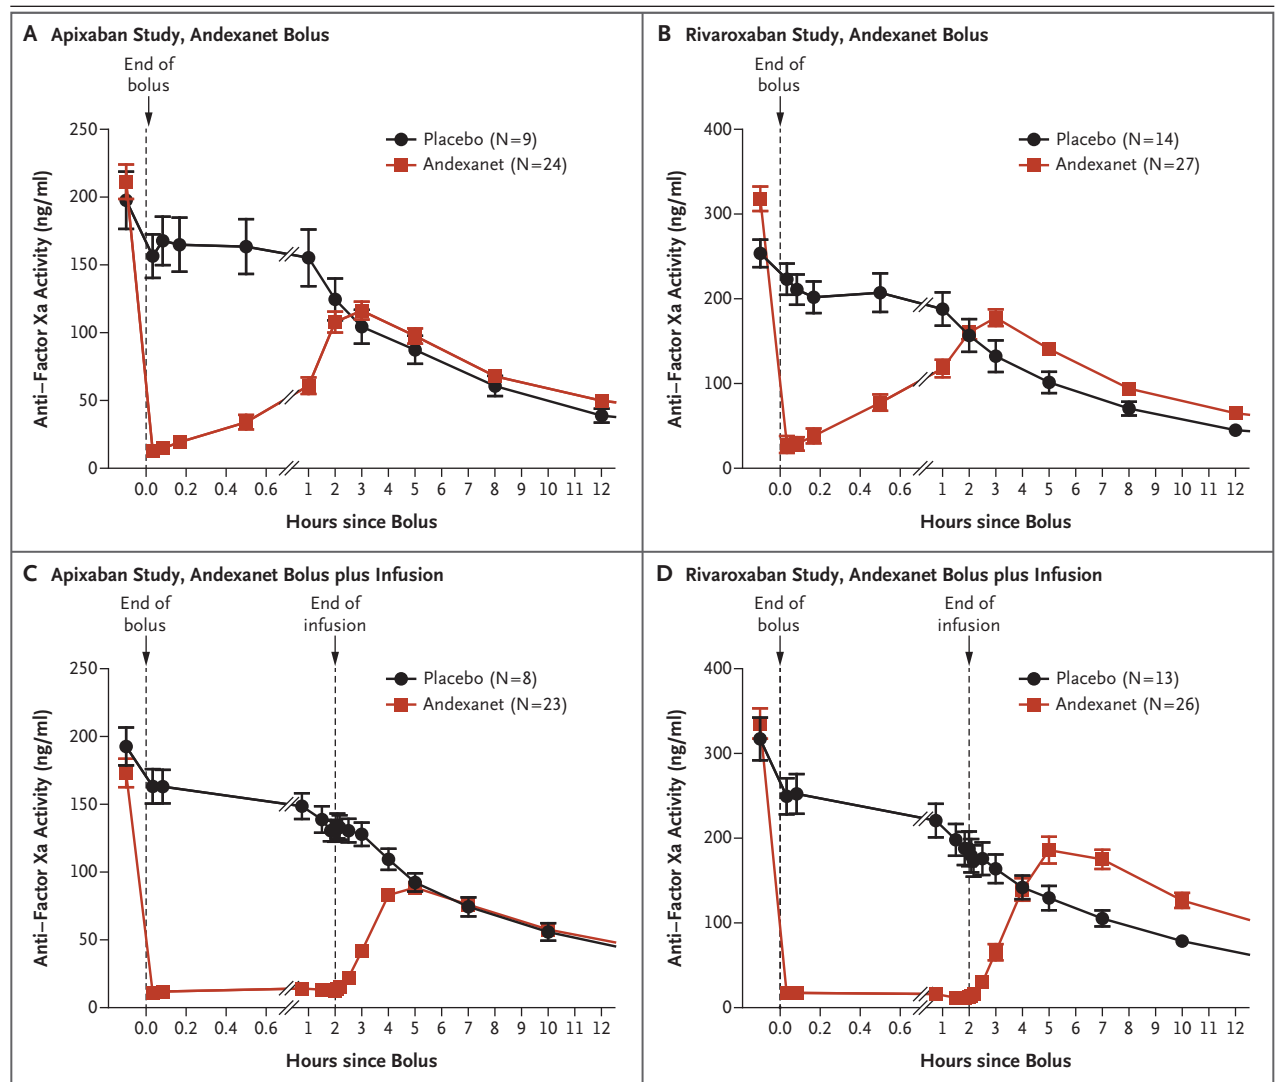 A Apixaban Study, Andexanet Bolus
End of
bolus
Anti–Factor Xa Activity (ng/ml)
250
200
150
100
50
0
Placebo (N=9)
Andexanet (N=24)
0.0 0.2 0.4 0.6 1 2 3 4 5 6 7 8 9 10 11 12
Hours since Bolus
B Rivaroxaban Study, Andexanet Bolus
End of
bolus
Anti–Factor Xa Activity (ng/ml)
400
300
200
100
0
Placebo (N=14)
Andexanet (N=27)
0.0 0.2 0.4 0.6 1 2 3 4 5 6 7 8 9 10 11 12
Hours since Bolus
C Apixaban Study, Andexanet Bolus plus Infusion
End of
bolus
End of
infusion
Anti–Factor Xa Activity (ng/ml)
250
200
150
100
50
0
Placebo (N=8)
Andexanet (N=23)
0.0 0.2 0.4 0.6 1 2 3 4 5 6 7 8 9 10 11 12
Hours since Bolus
D Rivaroxaban Study, Andexanet Bolus plus Infusion
End of
bolus
End of
infusion
Anti–Factor Xa Activity (ng/ml)
400
300
200
100
0
Placebo (N=13)
Andexanet (N=26)
0.0 0.2 0.4 0.6 1 2 3 4 5 6 7 8 9 10 11 12
Hours since Bolus